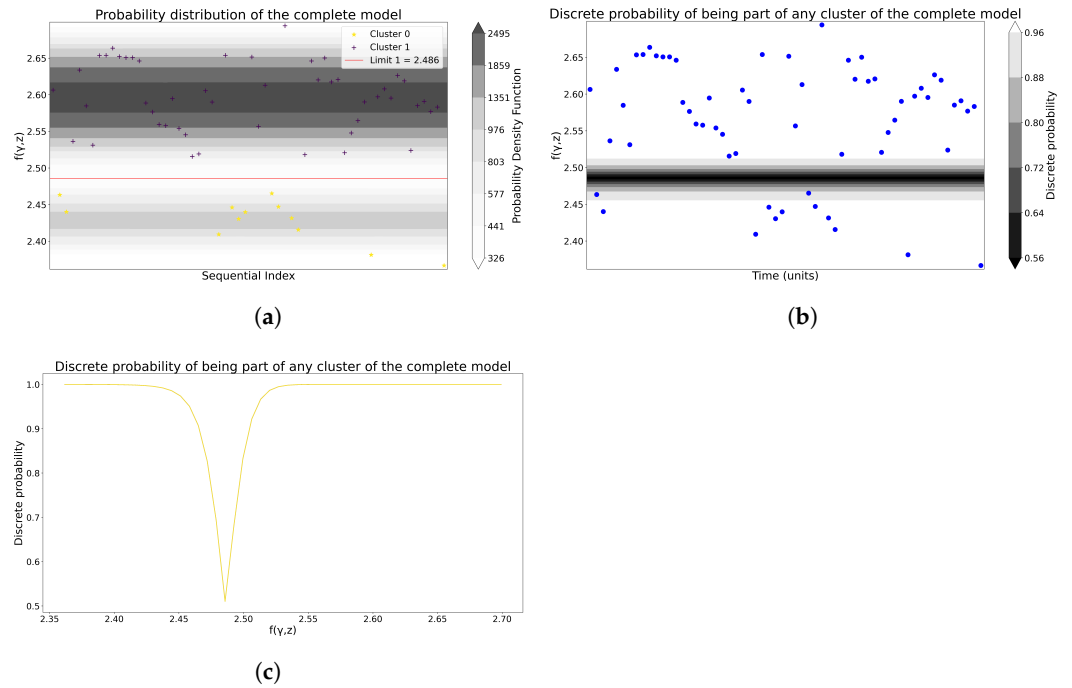 Probability distribution of the complete model
Cluster 0
Cluster 1
Limit 1 = 2.486
f(γ,z)
2.65
2.60
2.55
2.50
2.45
2.40
Sequential Index
2495
1859
1351
976
803
577
441
326
Probability Density Function
(a)
Discrete probability of being part of any cluster of the complete model
f(γ,z)
2.65
2.60
2.55
2.50
2.45
2.40
Time (units)
0.96
0.88
0.80
0.72
0.64
0.56
Discrete probability
(b)
Discrete probability of being part of any cluster of the complete model
Discrete probability
1.0
0.9
0.8
0.7
0.6
0.5
2.35 2.40 2.45 2.50 2.55 2.60 2.65 2.70
f(γ,z)
(c)